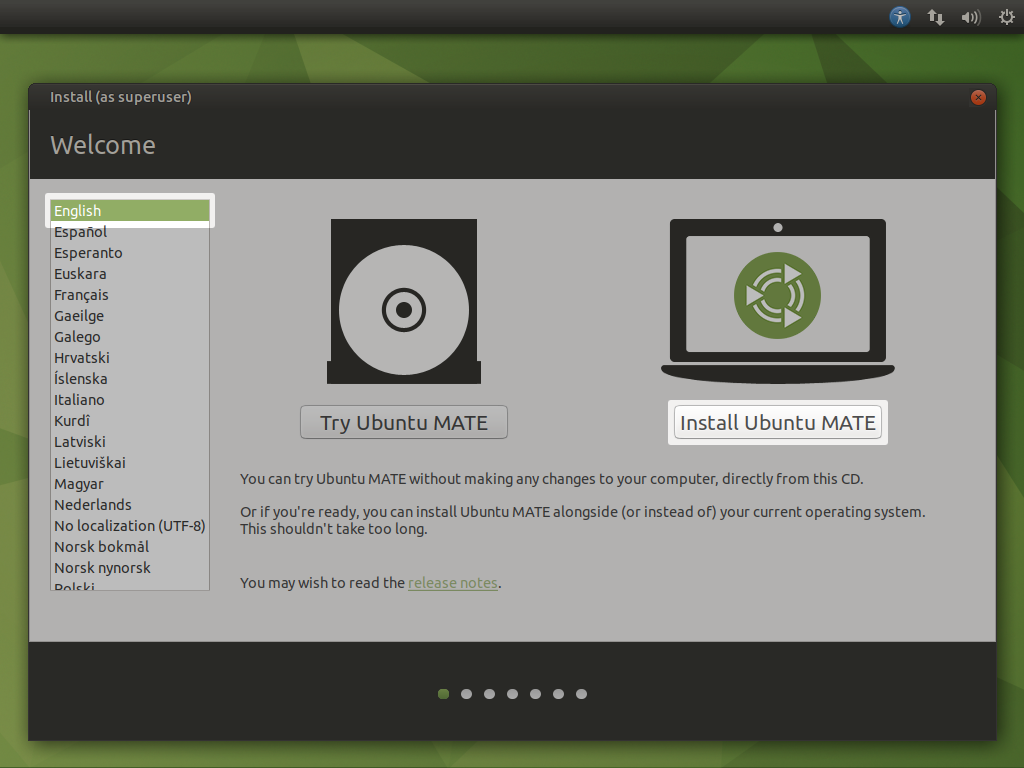 Install (as superuser)
Welcome
English
Español
Esperanto
Euskara
Français
Gaeilge
Galego
Hrvatski
Íslenska
Italiano
Kurdî
Latviski
Lietuviškai
Magyar
Nederlands
No localization (UTF-8)
Norsk bokmål
Norsk nynorsk
Polski
Try Ubuntu MATE
Install Ubuntu MATE
You can try Ubuntu MATE without making any changes to your computer, directly from this CD.
Or if you're ready, you can install Ubuntu MATE alongside (or instead of) your current operating system.
This shouldn't take too long.
You may wish to read the release notes.